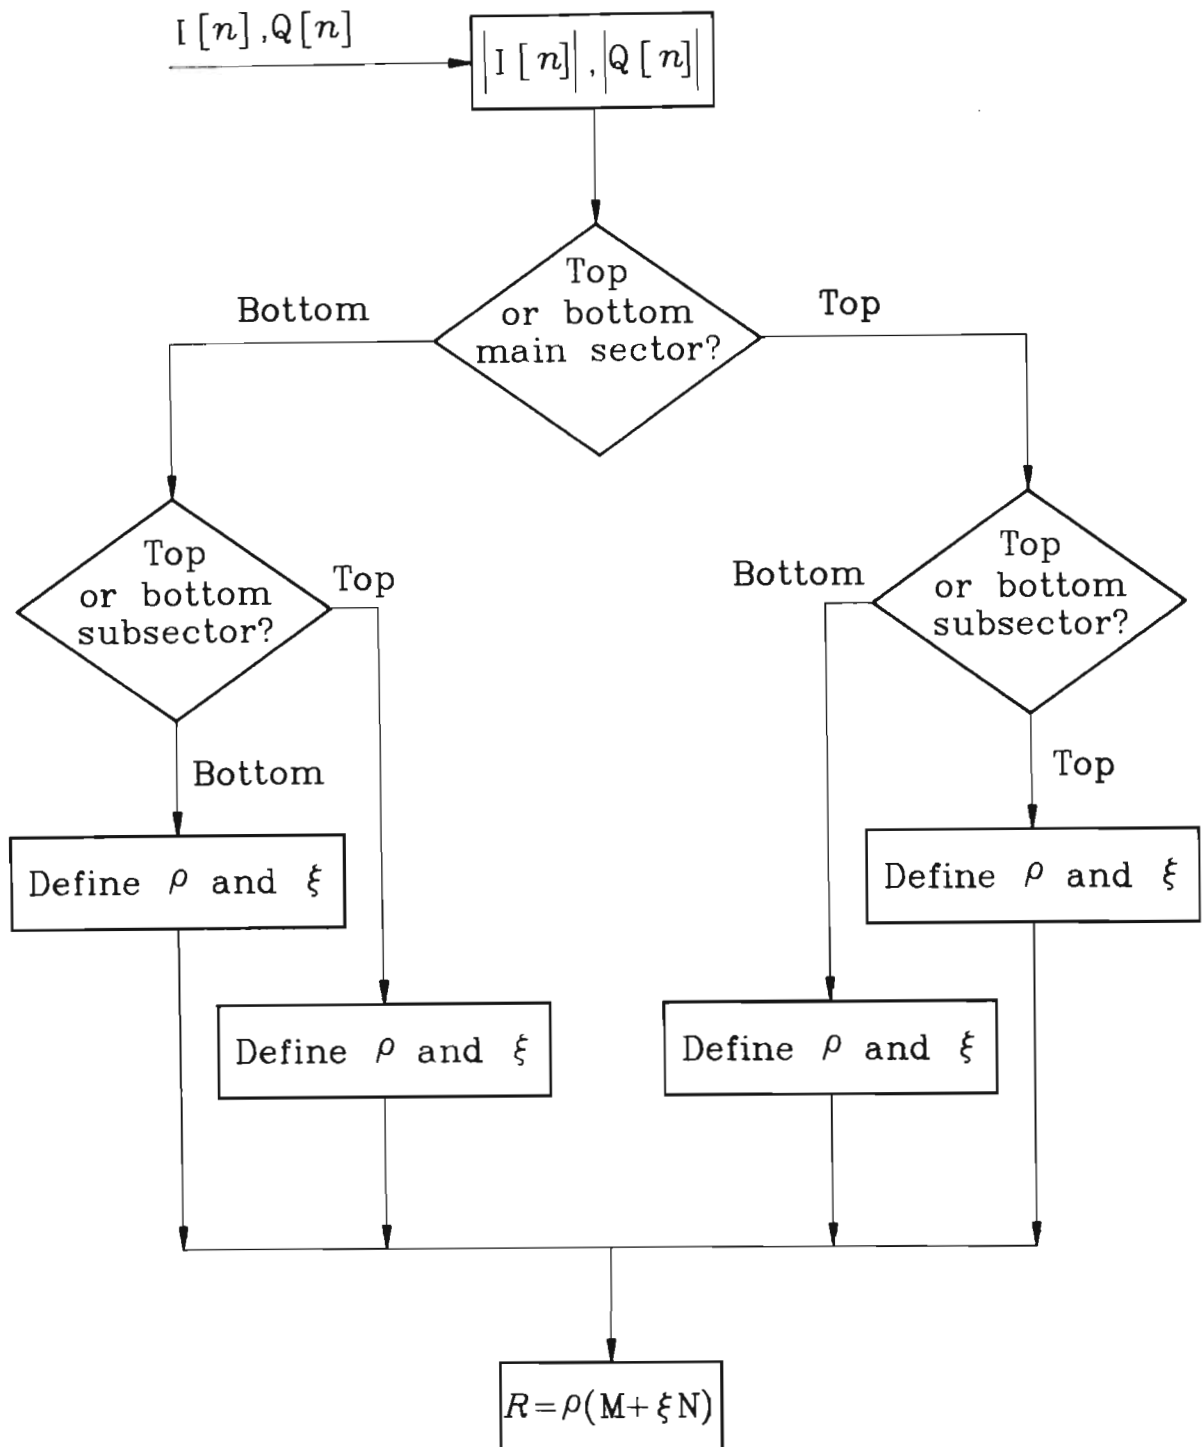 I[n],Q[n]
|I[n]|,|Q[n]|
Top
or bottom
main sector?
Bottom
Top
Top
or bottom
subsector?
Top
Bottom
Top
or bottom
subsector?
Bottom
Top
Define ρ and ξ
Define ρ and ξ
Define ρ and ξ
Define ρ and ξ
R=ρ(M+ξN)